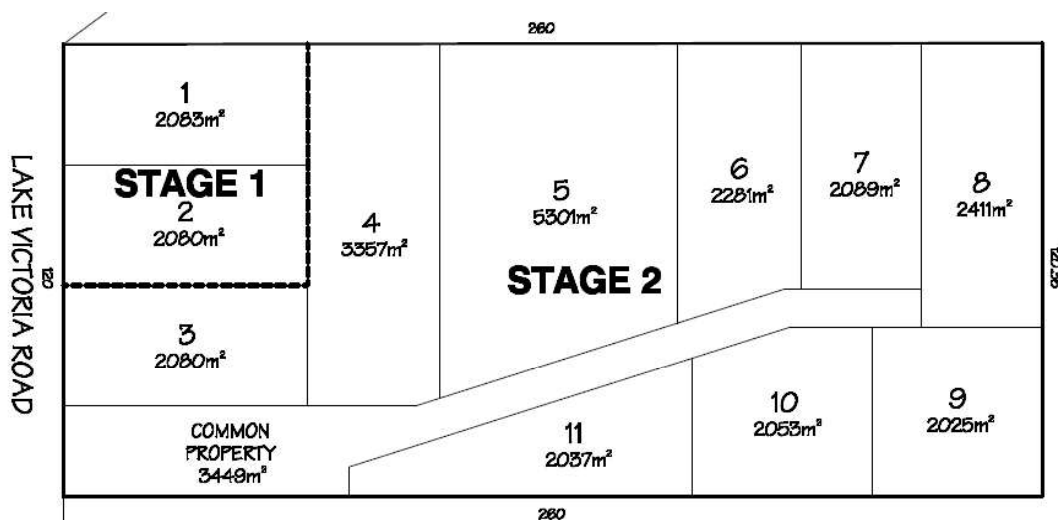 260
1
2083m²
STAGE 1
2
2080m²
LAKE VICTORIA ROAD
120
3
2080m²
COMMON
PROPERTY
3449m²
4
3357m²
5
5301m²
STAGE 2
6
2281m²
7
2089m²
8
2411m²
11
2037m²
10
2053m²
9
2025m²
260